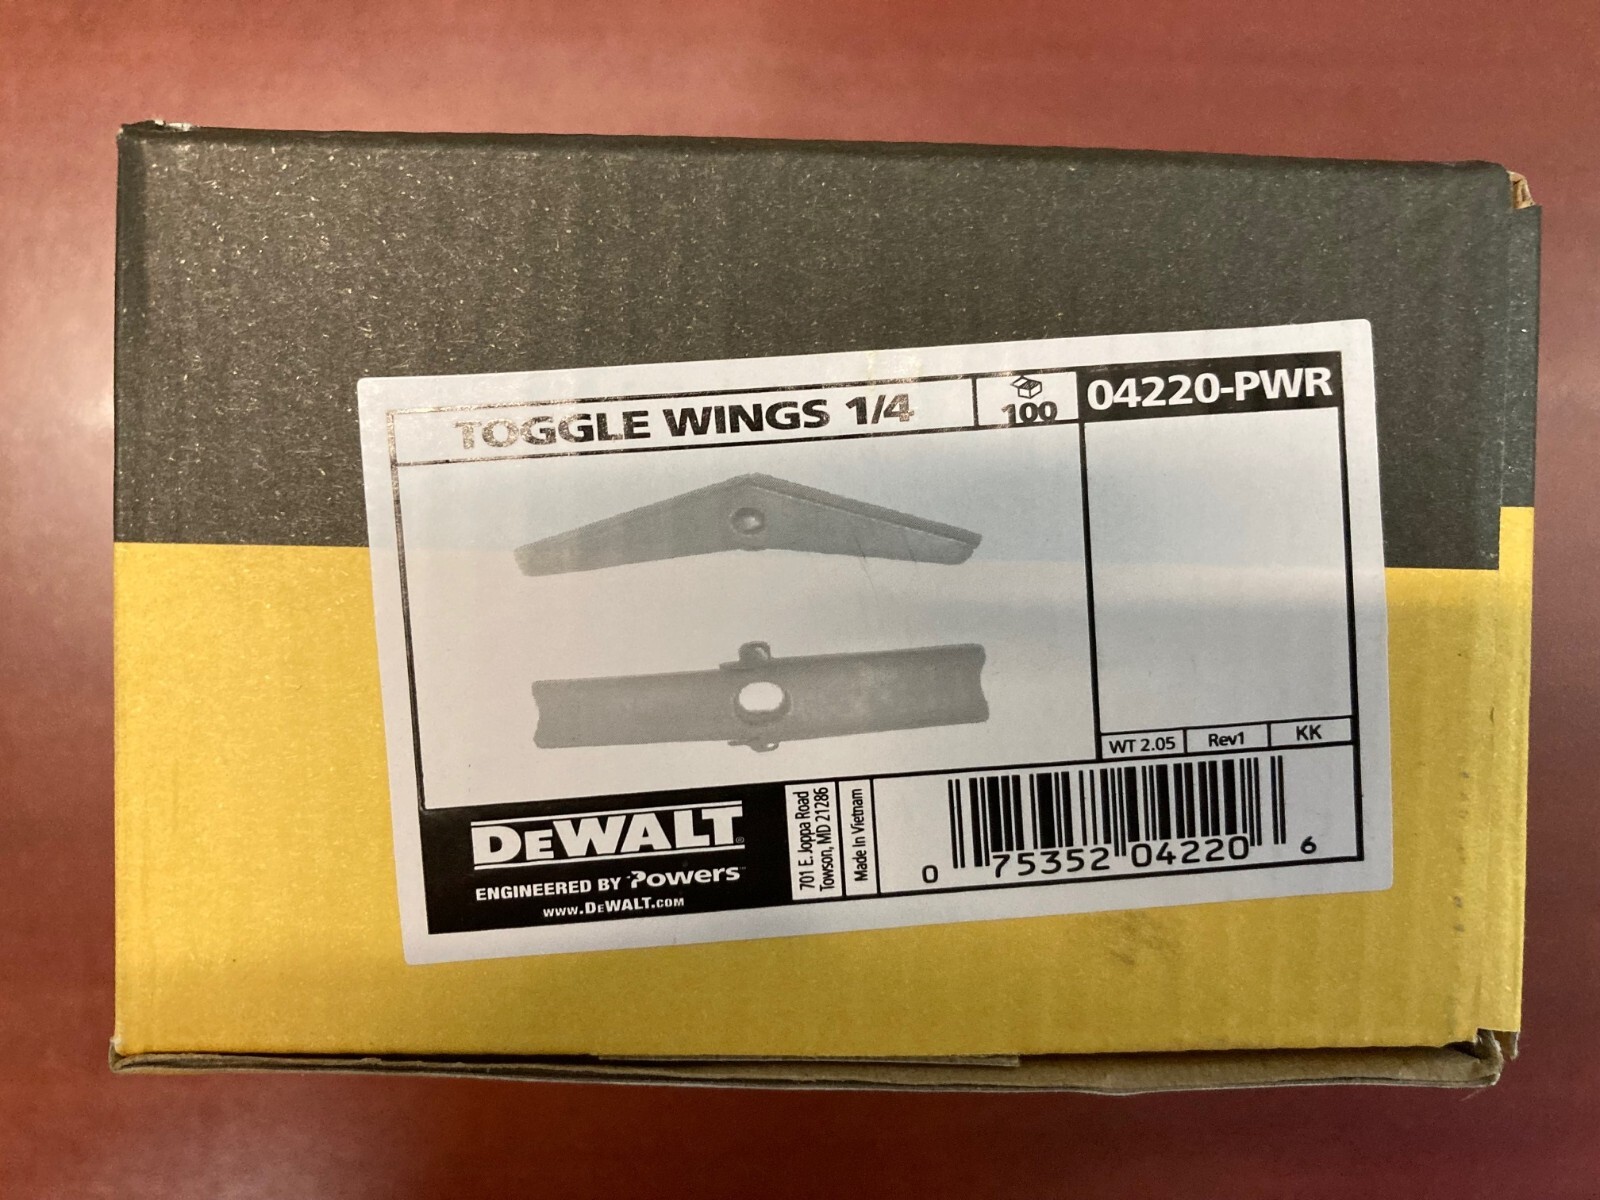 TOGGLE WINGS 1/4
100
04220-PWR
WT 2.05
Rev1
KK
DEWALT®
ENGINEERED BY Powers™
www.DEWALT.com
701 E. Joppa Road
Towson, MD 21286
Made In Vietnam
0 75352 04220 6